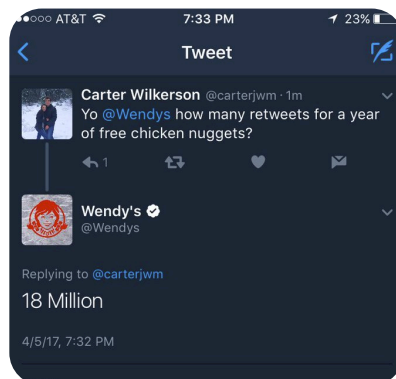 AT&T 7:33 PM 23%
Tweet
Carter Wilkerson @carterjwm · 1m
Yo @Wendys how many retweets for a year
of free chicken nuggets?
1
Wendy's
@Wendys
Replying to @carterjwm
18 Million
4/5/17, 7:32 PM